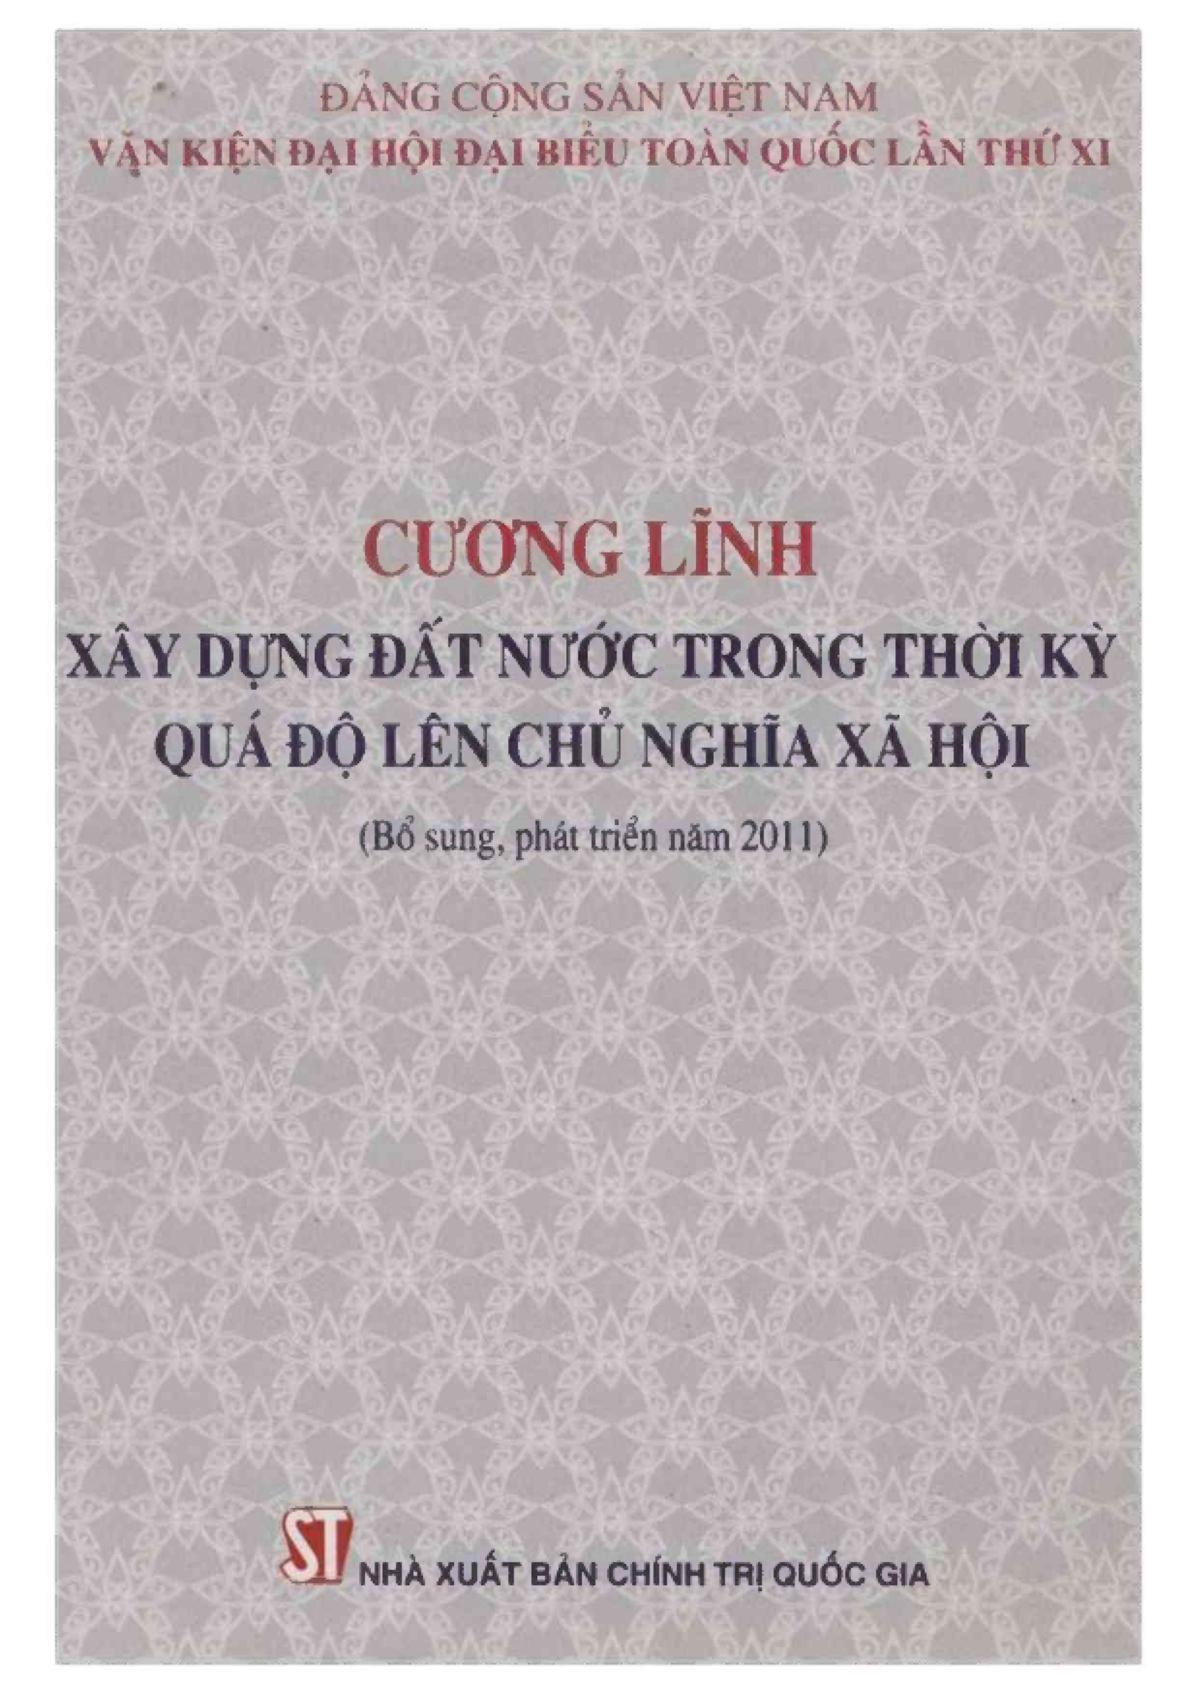 ĐẢNG CỘNG SẢN VIỆT NAM
VĂN KIỆN ĐẠI HỘI ĐẠI BIỂU TOÀN QUỐC LẦN THỨ XI
CƯƠNG LĨNH
XÂY DỰNG ĐẤT NƯỚC TRONG THỜI KỲ
QUÁ ĐỘ LÊN CHỦ NGHĨA XÃ HỘI
(Bổ sung, phát triển năm 2011)
ST NHÀ XUẤT BẢN CHÍNH TRỊ QUỐC GIA